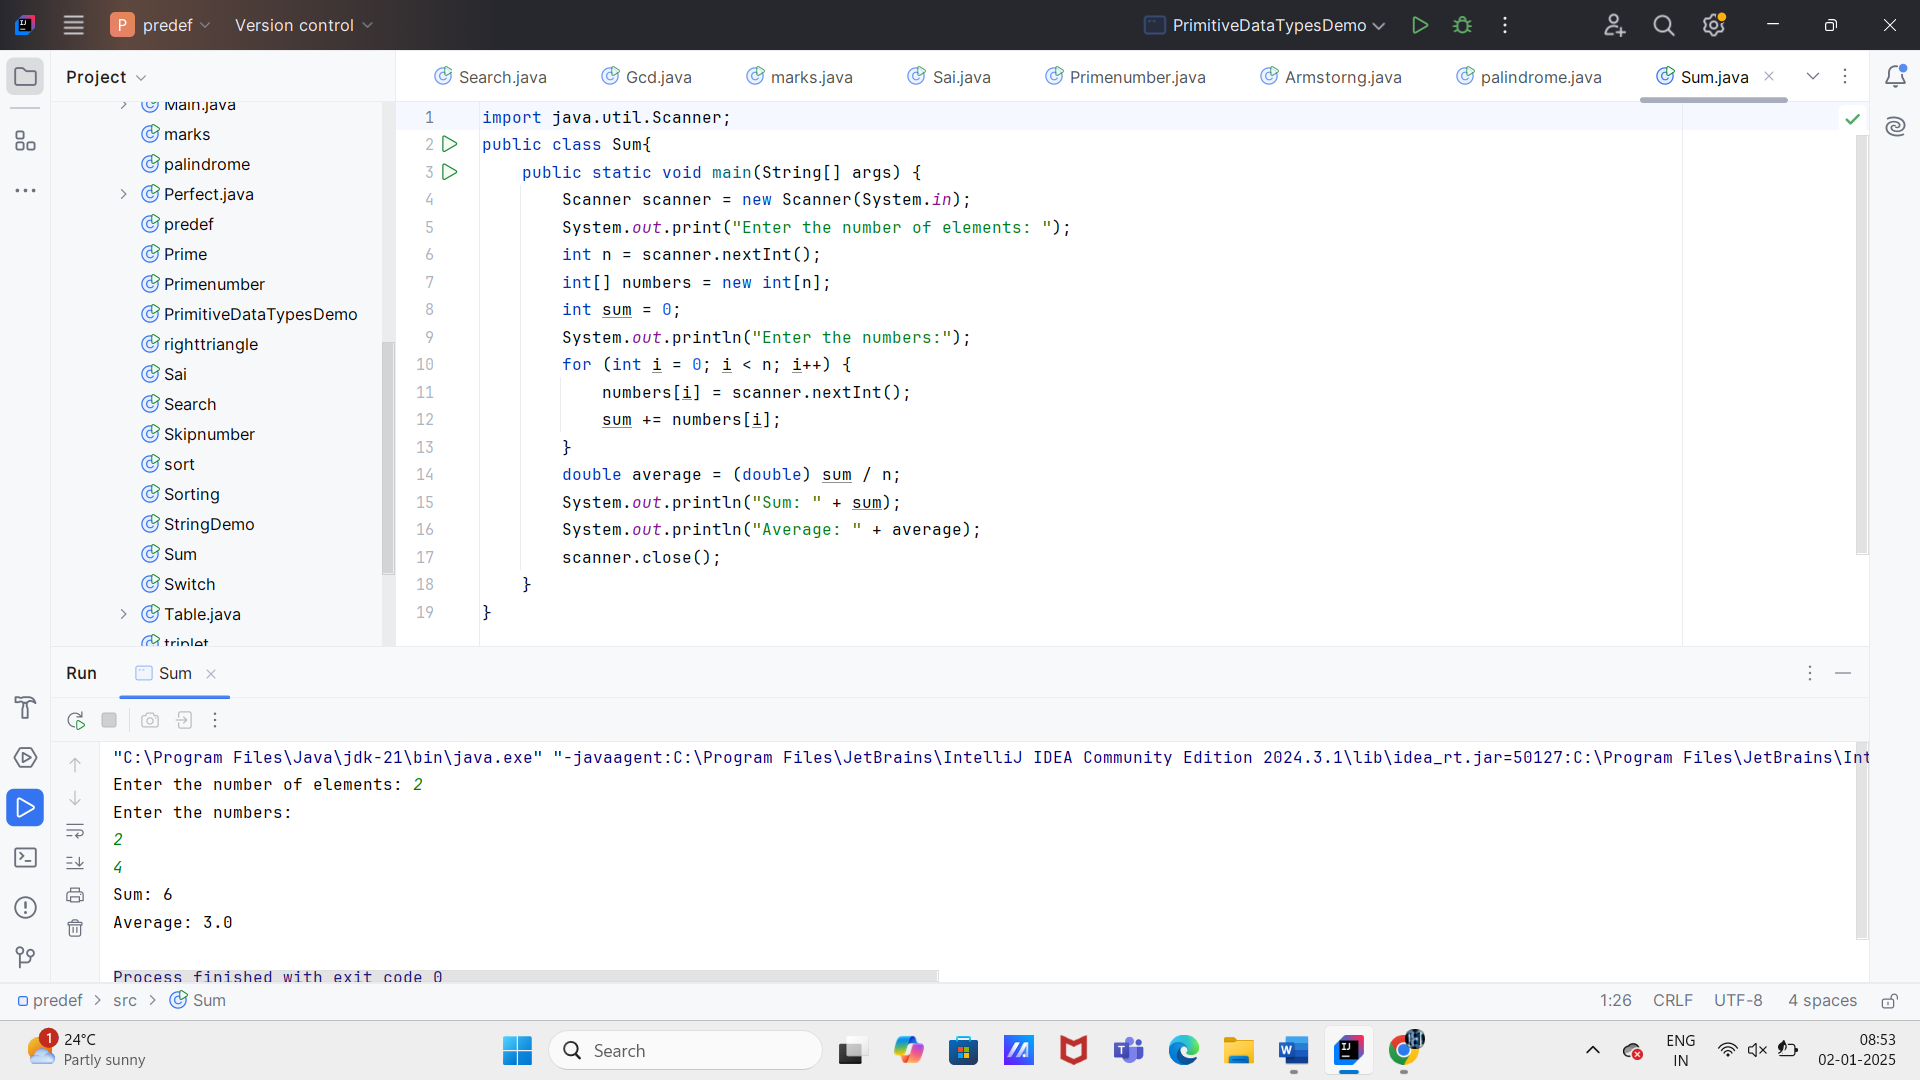 P predef Version control PrimitiveDataTypesDemo
Project
Search.java Gcd.java marks.java Sai.java Primenumber.java Armstorng.java palindrome.java Sum.java
Main.java
marks
palindrome
Perfect.java
predef
Prime
Primenumber
PrimitiveDataTypesDemo
righttriangle
Sai
Search
Skipnumber
sort
Sorting
StringDemo
Sum
Switch
Table.java
triplet
1 import java.util.Scanner;
2 public class Sum{
3 public static void main(String[] args) {
4 Scanner scanner = new Scanner(System.in);
5 System.out.print("Enter the number of elements: ");
6 int n = scanner.nextInt();
7 int[] numbers = new int[n];
8 int sum = 0;
9 System.out.println("Enter the numbers:");
10 for (int i = 0; i < n; i++) {
11 numbers[i] = scanner.nextInt();
12 sum += numbers[i];
13 }
14 double average = (double) sum / n;
15 System.out.println("Sum: " + sum);
16 System.out.println("Average: " + average);
17 scanner.close();
18 }
19 }
Run Sum
"C:\Program Files\Java\jdk-21\bin\java.exe" "-javaagent:C:\Program Files\JetBrains\IntelliJ IDEA Community Edition 2024.3.1\lib\idea_rt.jar=50127:C:\Program Files\JetBrains\Int
Enter the number of elements: 2
Enter the numbers:
2
4
Sum: 6
Average: 3.0
Process finished with exit code 0
predef > src > Sum 1:26 CRLF UTF-8 4 spaces
1 24°C
Partly sunny
Search
ENG
IN
08:53
02-01-2025